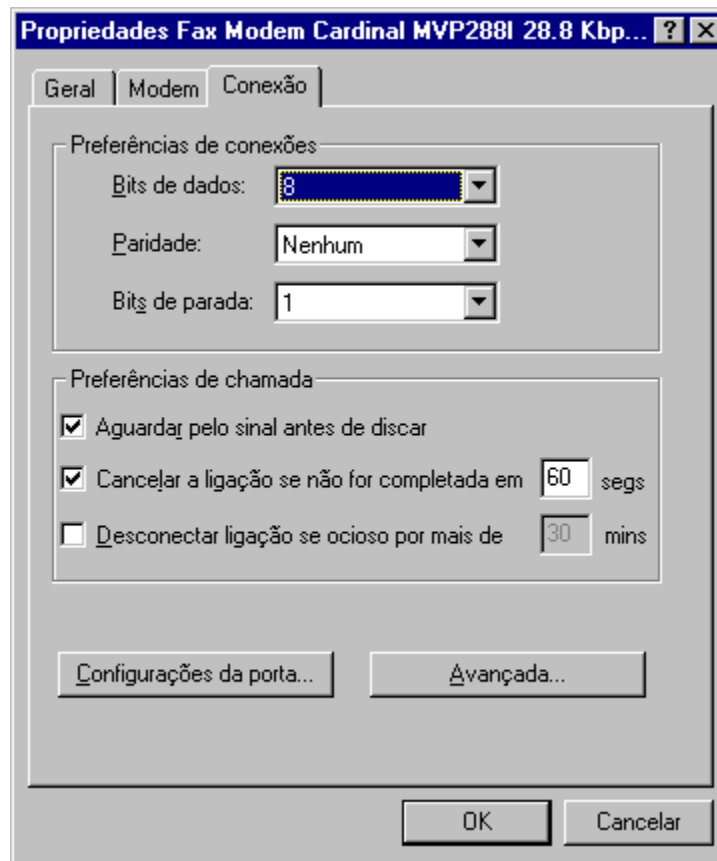 Propriedades Fax Modem Cardinal MVP288I 28.8 Kbp...
Geral Modem Conexão
Preferências de conexões
Bits de dados: 8
Paridade: Nenhum
Bits de parada: 1
Preferências de chamada
Aguardar pelo sinal antes de discar
Cancelar a ligação se não for completada em 60 segs
Desconectar ligação se ocioso por mais de 30 mins
Configurações da porta... Avançada...
OK Cancelar